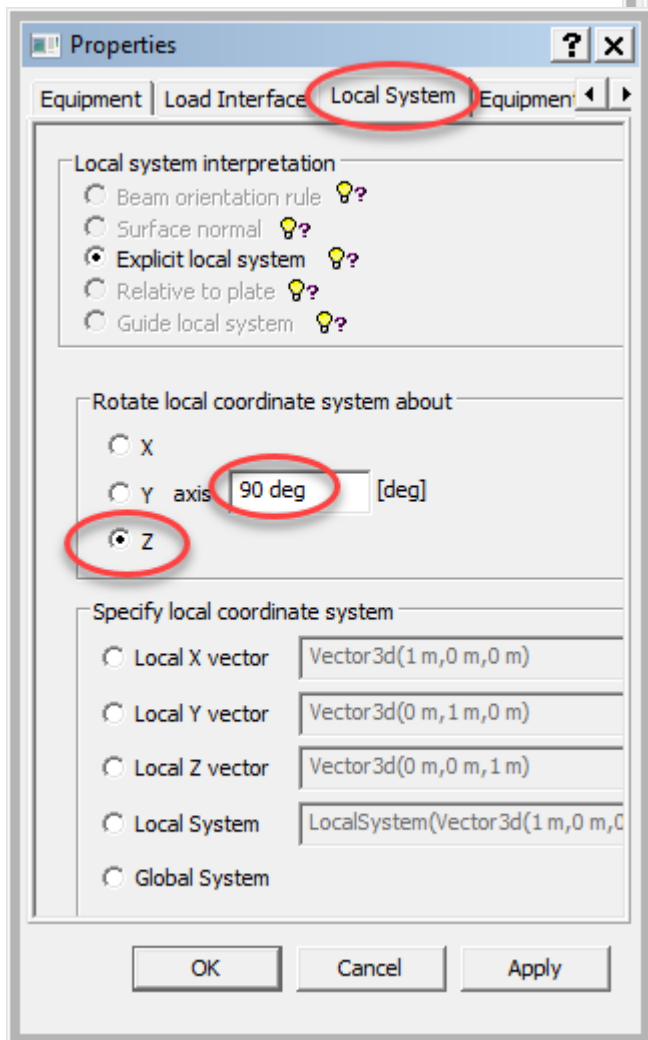 Properties
Equipment Load Interface Local System Equipment
Local system interpretation
Beam orientation rule ?
Surface normal ?
Explicit local system ?
Relative to plate ?
Guide local system ?
Rotate local coordinate system about
X
Y axis 90 deg [deg]
Z
Specify local coordinate system
Local X vector Vector3d(1 m,0 m,0 m)
Local Y vector Vector3d(0 m,1 m,0 m)
Local Z vector Vector3d(0 m,0 m,1 m)
Local System LocalSystem(Vector3d(1 m,0 m,0
Global System
OK Cancel Apply